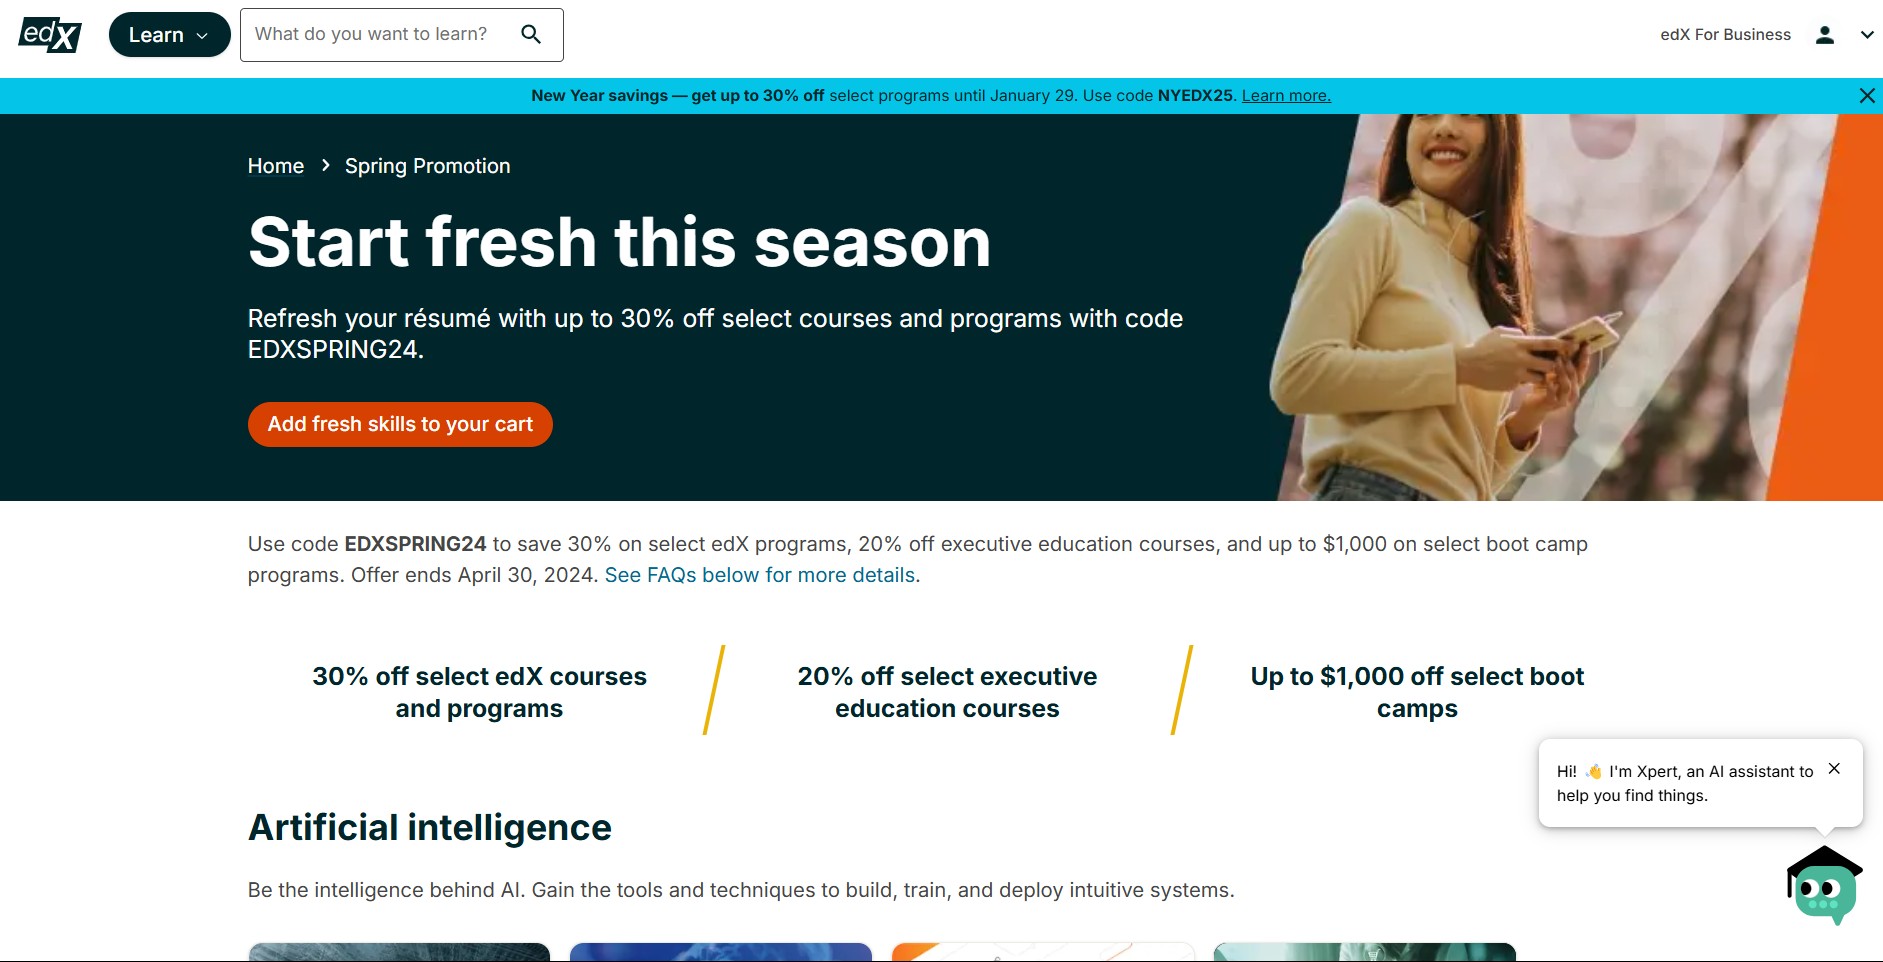 edX
Learn
What do you want to learn?
edX For Business
New Year savings — get up to 30% off select programs until January 29. Use code NYEDX25. Learn more.
Home > Spring Promotion
Start fresh this season
Refresh your résumé with up to 30% off select courses and programs with code
EDXSPRING24.
Add fresh skills to your cart
Use code EDXSPRING24 to save 30% on select edX programs, 20% off executive education courses, and up to $1,000 on select boot camp
programs. Offer ends April 30, 2024. See FAQs below for more details.
30% off select edX courses
and programs
20% off select executive
education courses
Up to $1,000 off select boot
camps
Hi! 👋 I'm Xpert, an AI assistant to
help you find things.
Artificial intelligence
Be the intelligence behind AI. Gain the tools and techniques to build, train, and deploy intuitive systems.